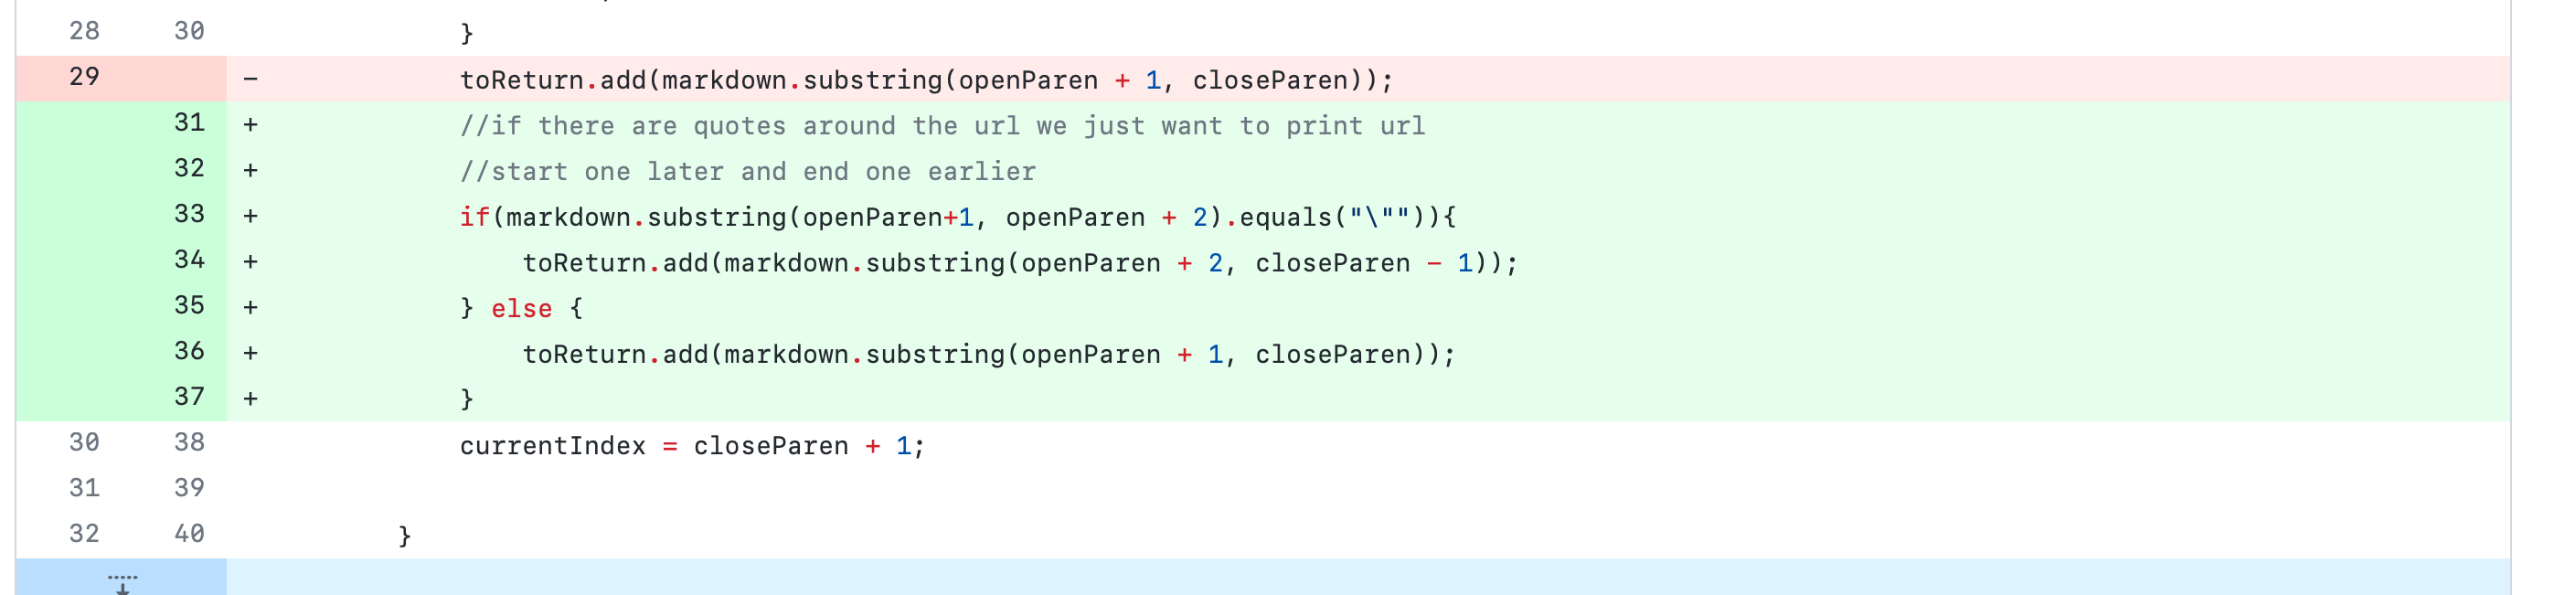 28 30 }
29 - toReturn.add(markdown.substring(openParen + 1, closeParen));
31 + //if there are quotes around the url we just want to print url
32 + //start one later and end one earlier
33 + if(markdown.substring(openParen+1, openParen + 2).equals("\"")){
34 + toReturn.add(markdown.substring(openParen + 2, closeParen - 1));
35 + } else {
36 + toReturn.add(markdown.substring(openParen + 1, closeParen));
37 + }
30 38 currentIndex = closeParen + 1;
31 39
32 40 }